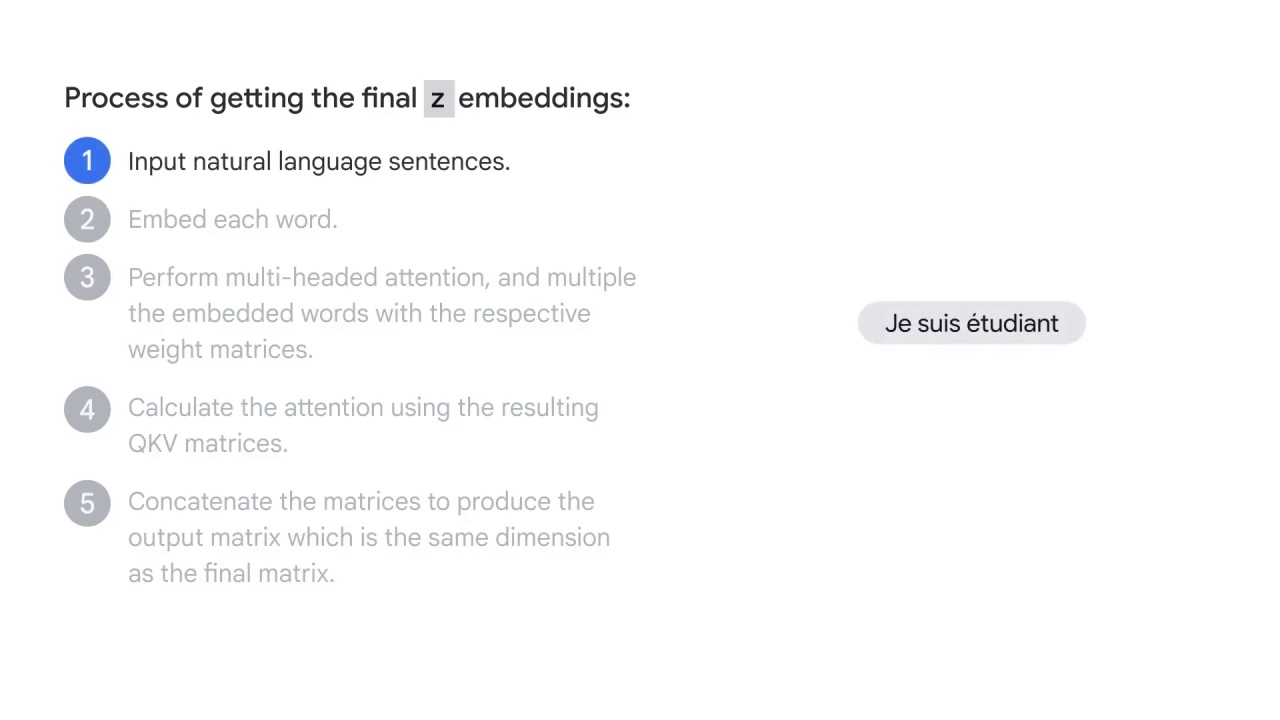 Process of getting the final z embeddings:
1 Input natural language sentences.
2 Embed each word.
3 Perform multi-headed attention, and multiple
the embedded words with the respective
weight matrices.
4 Calculate the attention using the resulting
QKV matrices.
5 Concatenate the matrices to produce the
output matrix which is the same dimension
as the final matrix.
Je suis étudiant